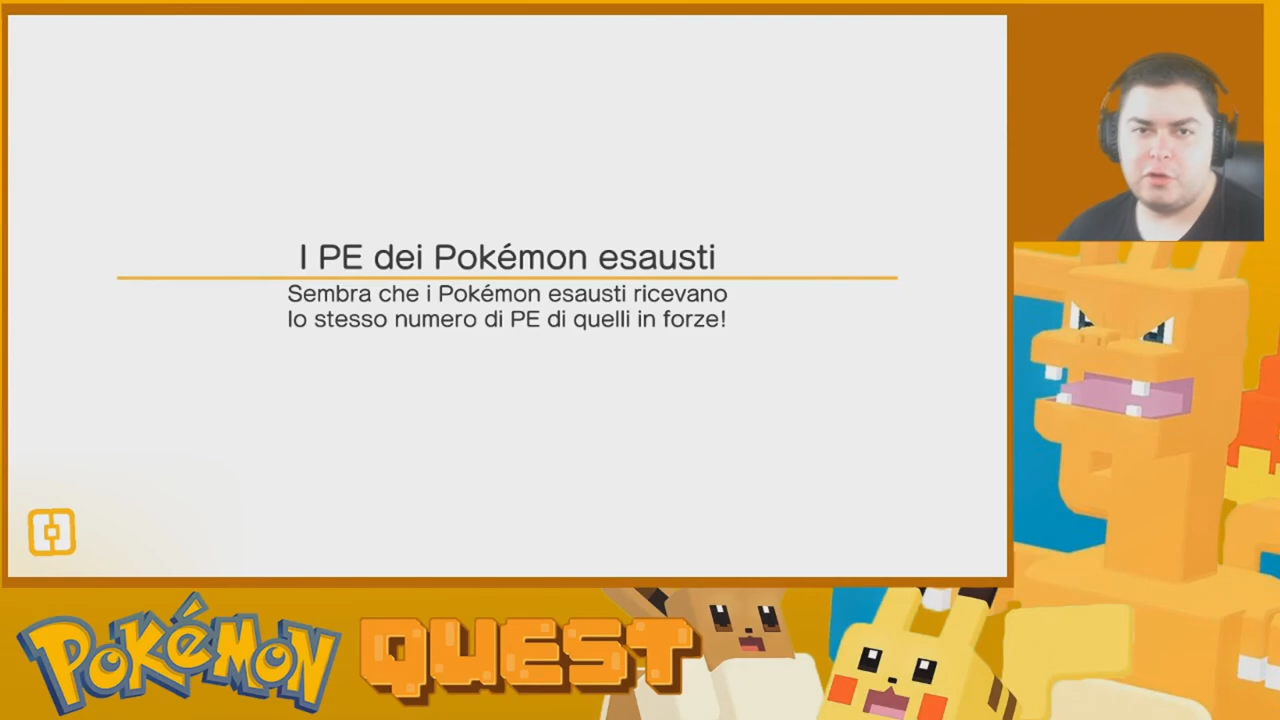 I PE dei Pokémon esausti
Sembra che i Pokémon esausti ricevano
lo stesso numero di PE di quelli in forze!
POKéMON QUEST